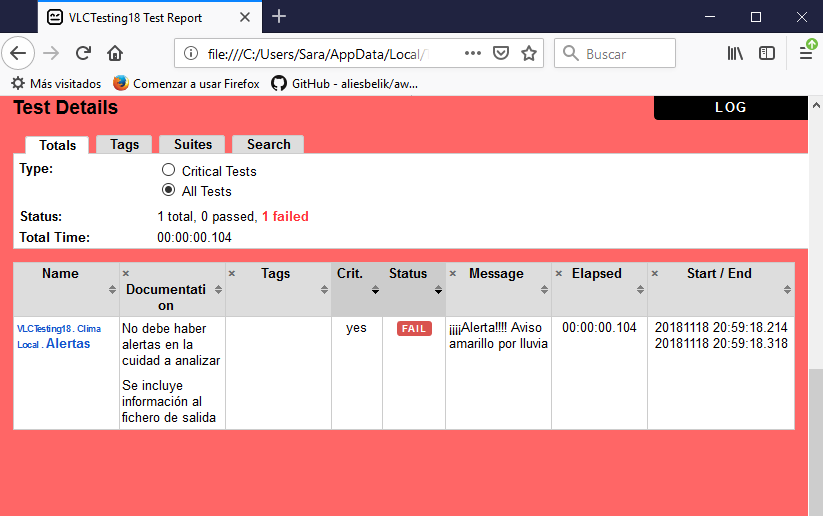 VLCTesting18 Test Report
file:///C:/Users/Sara/AppData/Local/
Buscar
Más visitados
Comenzar a usar Firefox
GitHub - aliesbelik/aw...
Test Details
LOG
Totals Tags Suites Search
Type:
Critical Tests
All Tests
Status: 1 total, 0 passed, 1 failed
Total Time: 00:00:00.104
Name × Documentati × Tags Crit. Status × Message × Elapsed × Start / End
on
VLCTesting18 . Clima
Local . Alertas
No debe haber
alertas en la
cuidad a analizar
Se incluye
información al
fichero de salida
yes
FAIL
¡¡¡¡Alerta!!!! Aviso
amarillo por lluvia
00:00:00.104
20181118 20:59:18.214
20181118 20:59:18.318